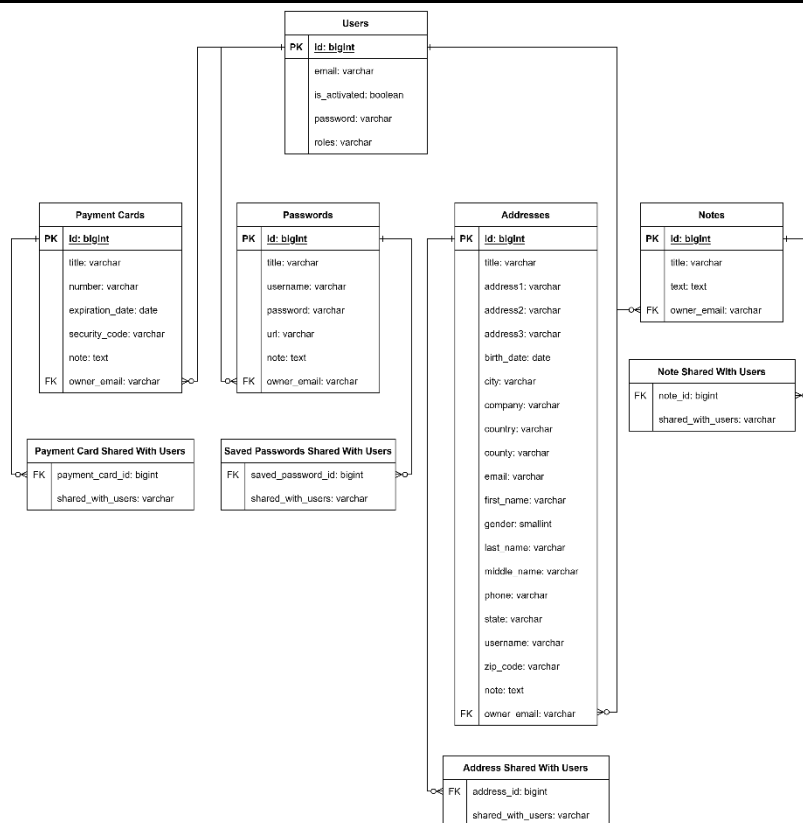 Users
PK Id: bigint
email: varchar
is_activated: boolean
password: varchar
roles: varchar
Payment Cards
PK Id: bigint
title: varchar
number: varchar
expiration_date: date
security_code: varchar
note: text
FK owner_email: varchar
Passwords
PK Id: bigint
title: varchar
username: varchar
password: varchar
url: varchar
note: text
FK owner_email: varchar
Addresses
PK Id: bigint
title: varchar
address1: varchar
address2: varchar
address3: varchar
birth_date: date
city: varchar
company: varchar
country: varchar
county: varchar
email: varchar
first_name: varchar
gender: smallint
last_name: varchar
middle_name: varchar
phone: varchar
state: varchar
username: varchar
zip_code: varchar
note: text
FK owner_email: varchar
Notes
PK Id: bigint
title: varchar
text: text
FK owner_email: varchar
Note Shared With Users
FK note_id: bigint
shared_with_users: varchar
Payment Card Shared With Users
FK payment_card_id: bigint
shared_with_users: varchar
Saved Passwords Shared With Users
FK saved_password_id: bigint
shared_with_users: varchar
Address Shared With Users
FK address_id: bigint
shared_with_users: varchar